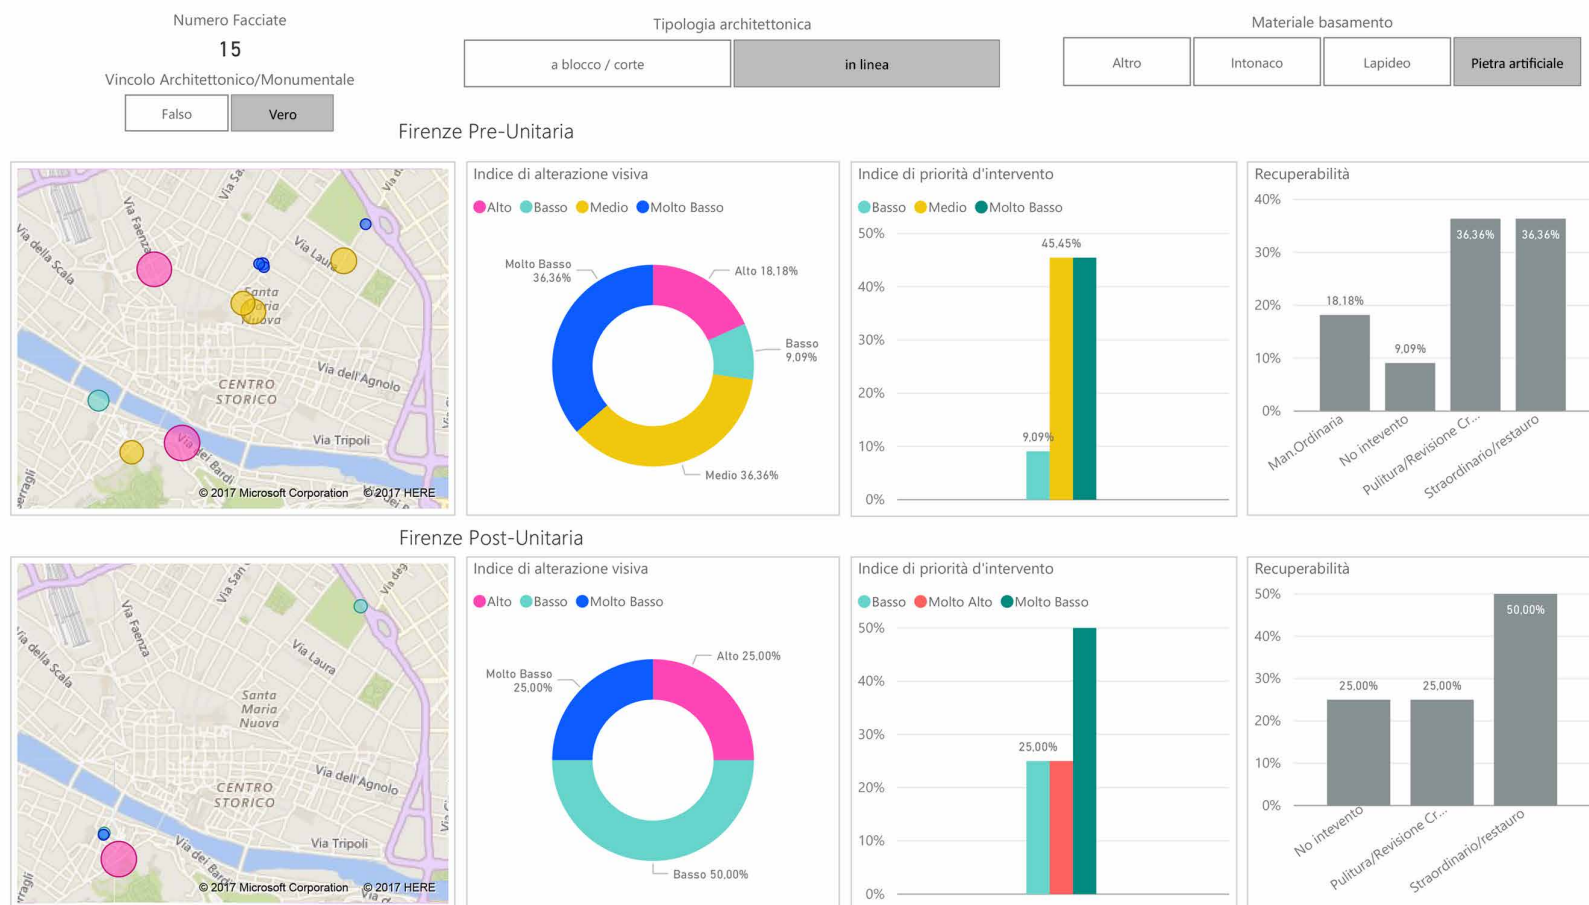 Numero Facciate
15
Vincolo Architettonico/Monumentale
Falso
Vero
Tipologia architettonica
a blocco / corte
in linea
Materiale basamento
Altro
Intonaco
Lapideo
Pietra artificiale
Firenze Pre-Unitaria
Via Faenza
Via della Scala
Via Laura
Santa
Maria
Nuova
Via dell'Agnolo
CENTRO
STORICO
Via Tripoli
Via dei Bardi
© 2017 Microsoft Corporation © 2017 HERE
Indice di alterazione visiva
Alto Basso Medio Molto Basso
Molto Basso
36,36%
Alto 18,18%
Basso
9,09%
Medio 36,36%
Indice di priorità d'intervento
Basso Medio Molto Basso
50%
40%
30%
20%
10%
0%
45,45%
9,09%
Recuperabilità
40%
30%
20%
10%
0%
18,18%
9,09%
36,36%
36,36%
Man.Ordinaria
No intevento
Pulitura/Revisione Cr...
Straordinario/restauro
Firenze Post-Unitaria
Via Faenza
Via della Scala
Via Laura
Santa
Maria
Nuova
Via dell'Agnolo
CENTRO
STORICO
Via Tripoli
Via dei Bardi
© 2017 Microsoft Corporation © 2017 HERE
Indice di alterazione visiva
Alto Basso Molto Basso
Molto Basso
25,00%
Alto 25,00%
Basso 50,00%
Indice di priorità d'intervento
Basso Molto Alto Molto Basso
50%
40%
30%
20%
10%
0%
25,00%
Recuperabilità
50%
40%
30%
20%
10%
0%
25,00%
25,00%
50,00%
No intevento
Pulitura/Revisione Cr...
Straordinario/restauro